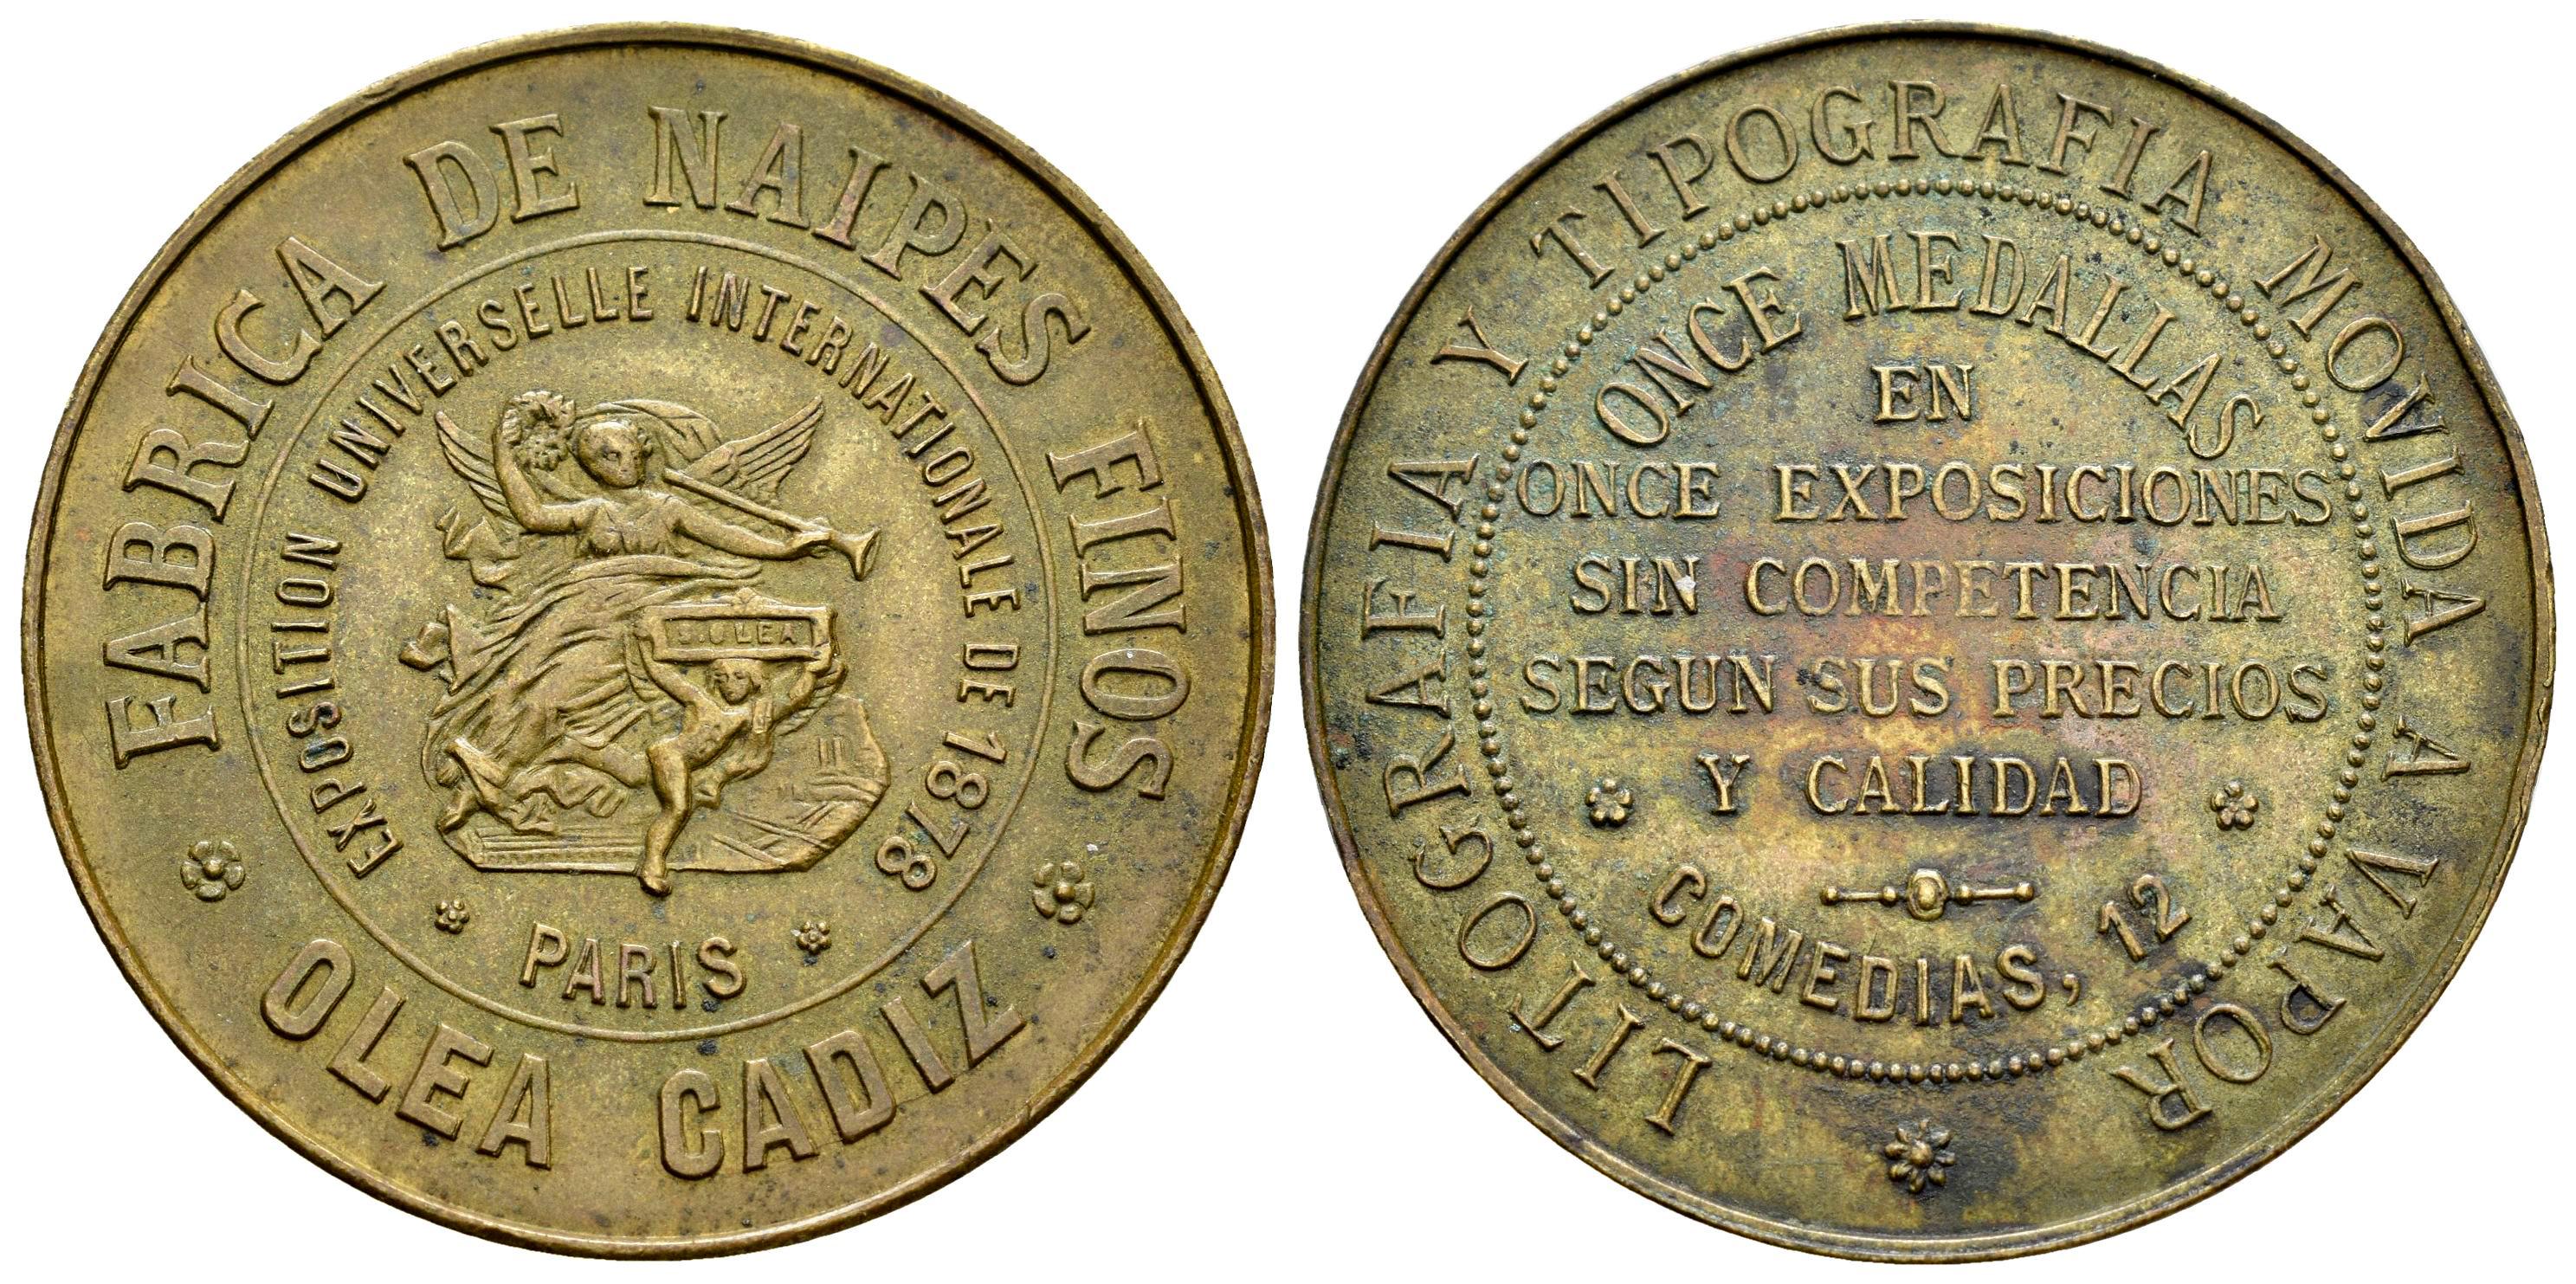 FABRICA DE NAIPES FINOS
OLEA CADIZ
EXPOSITION UNIVERSELLE INTERNATIONALE DE 1878
PARIS
OLEA
LITOGRAFIA Y TIPOGRAFIA MOVIDA A VAPOR
ONCE MEDALLAS
EN
ONCE EXPOSICIONES
SIN COMPETENCIA
SEGUN SUS PRECIOS
Y CALIDAD
COMEDIAS, 12